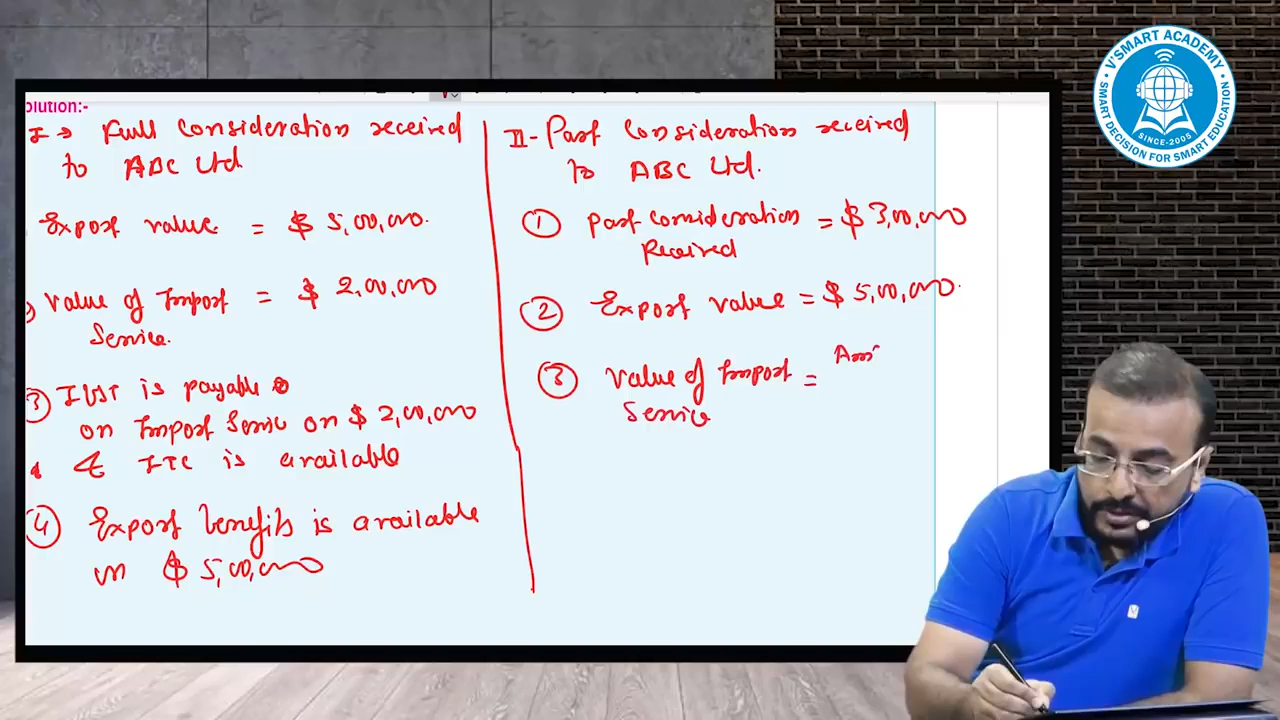 olution:-
I → Full Consideration received
to ABC Ltd
Export value = $ 5,00,000.
Value of Import = $ 2,00,000
Service.
③ IGST is payable
on Import Service on $ 2,00,000
& ITC is available
④ Export benefits is available
on $ 5,00,000
II - Part Consideration received
to ABC Ltd.
① Part Consideration = $ 3,00,000
Received
② Export value = $ 5,00,000.
③ Value of Import =
Service
V'SMART ACADEMY
SINCE-2005
SMART DECISION FOR SMART EDUCATION